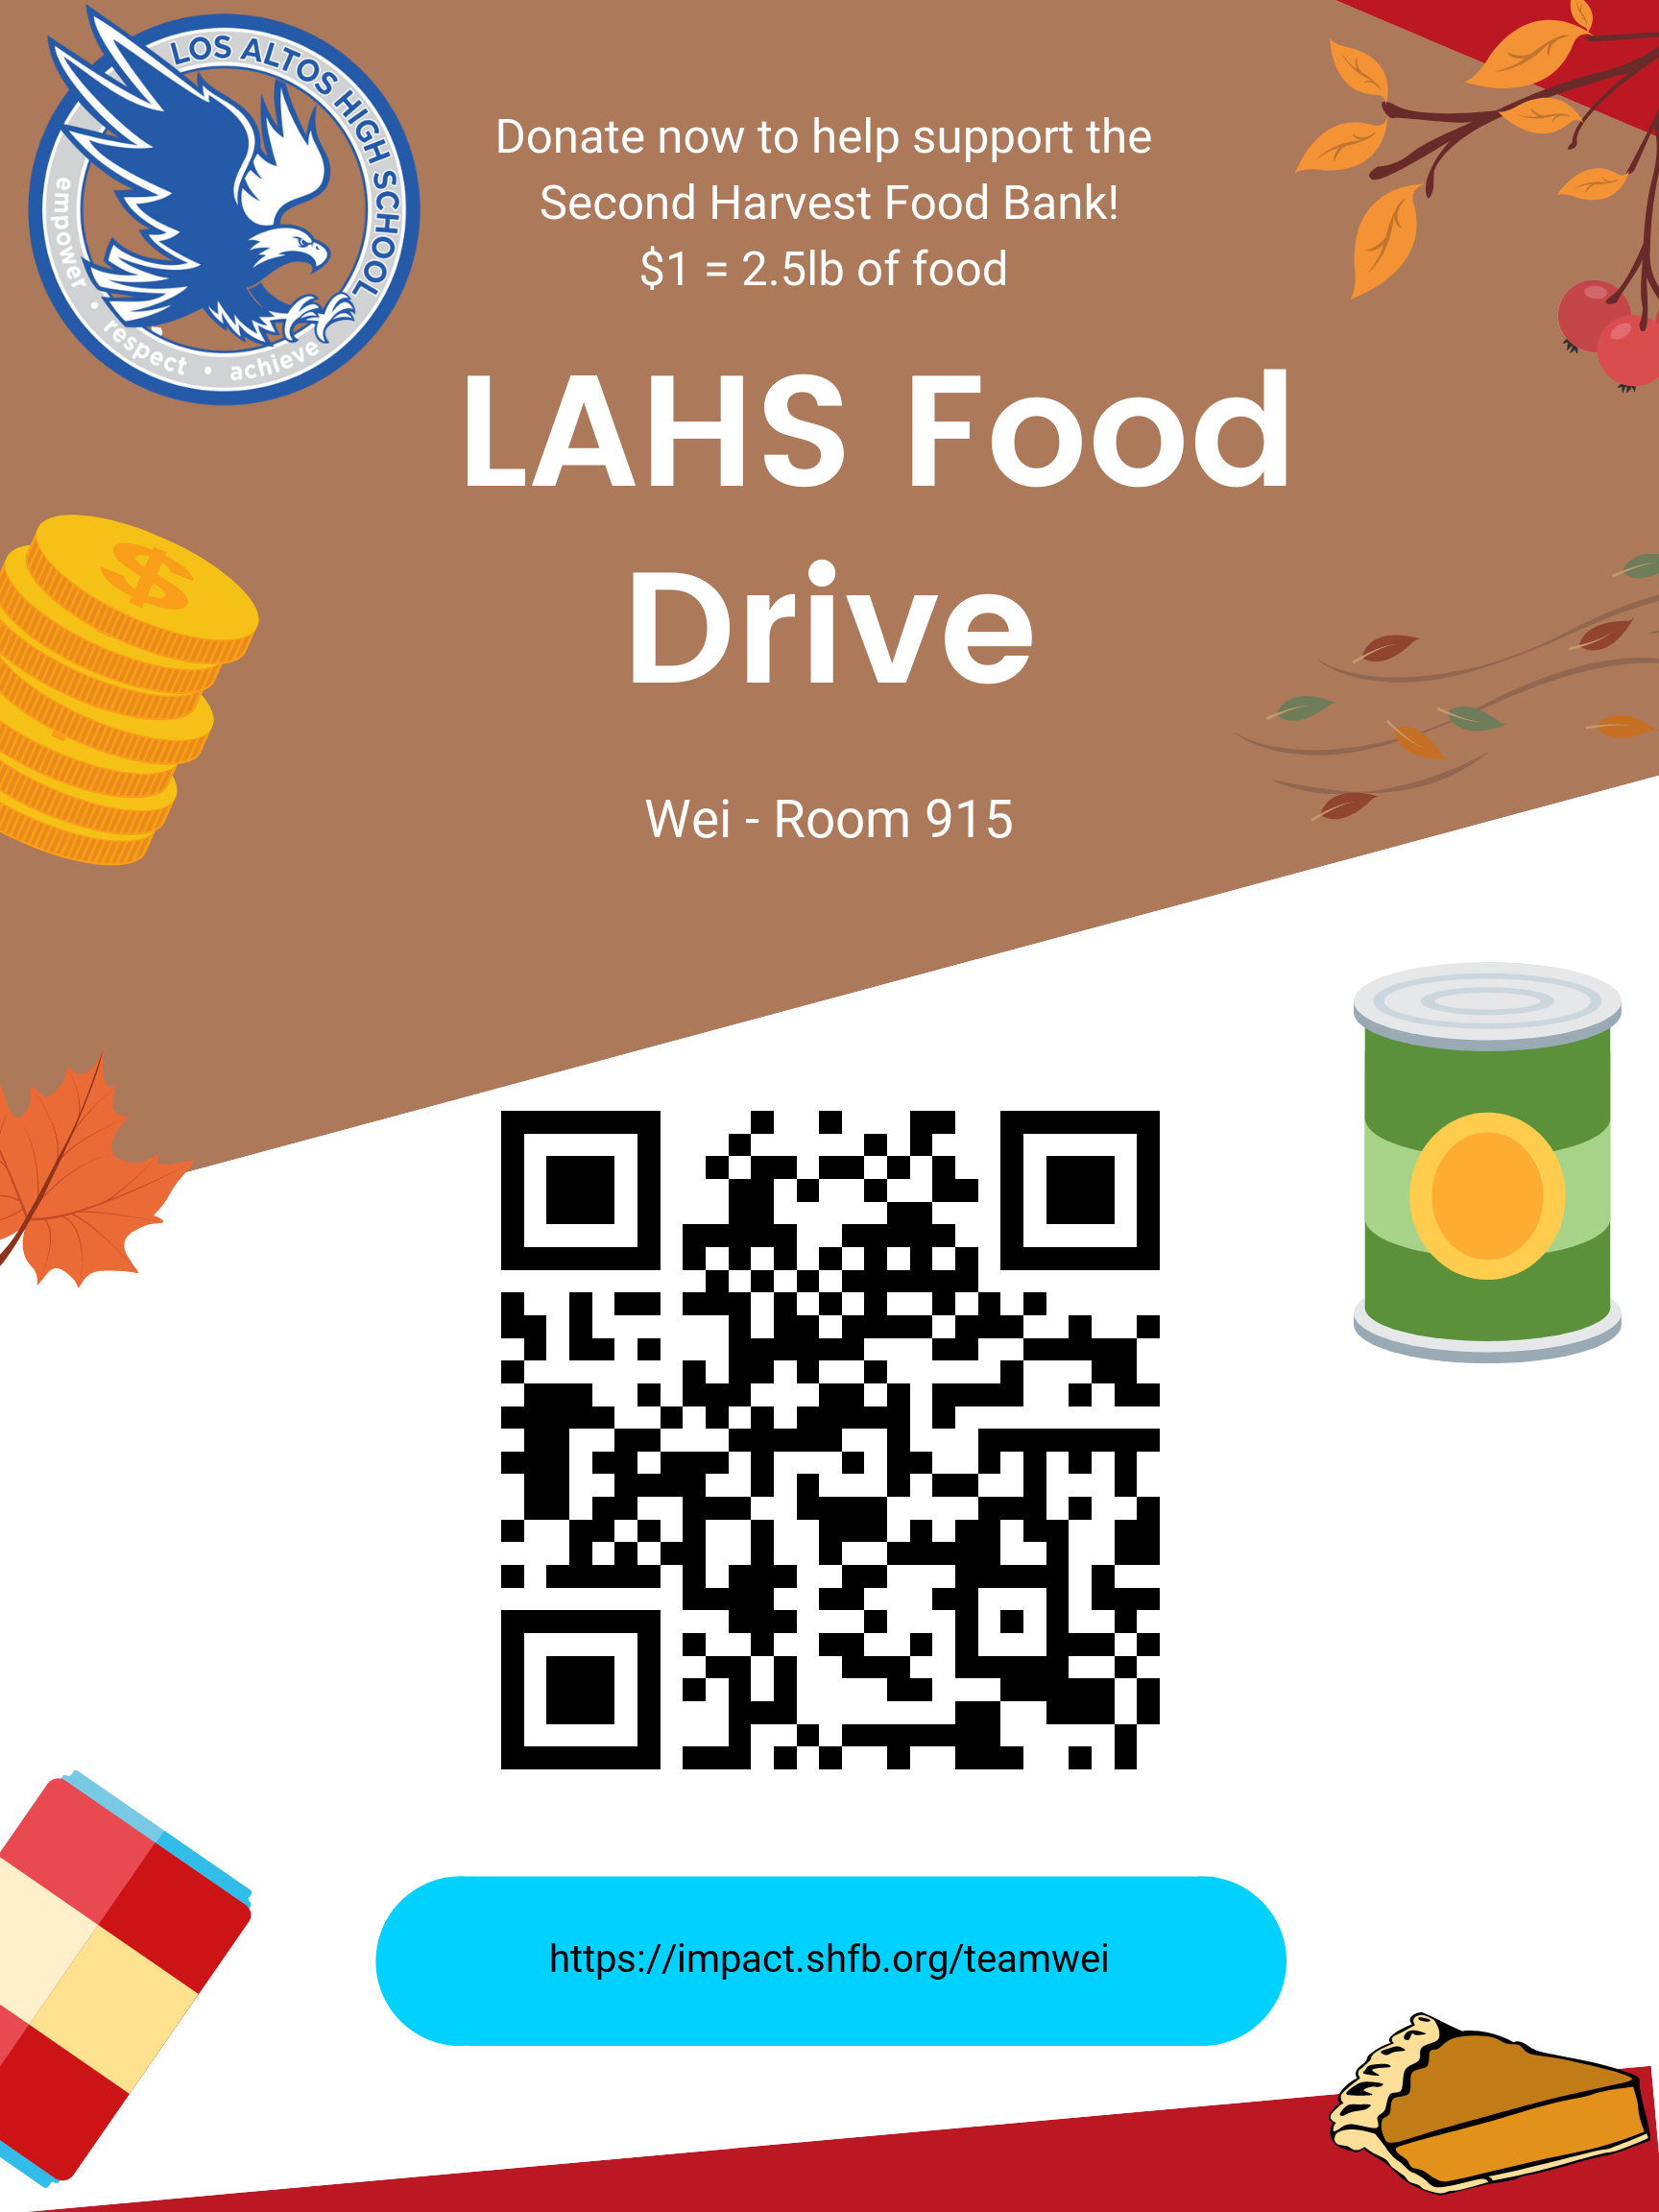 LOS ALTOS HIGH SCHOOL
empower • respect • achieve
Donate now to help support the
Second Harvest Food Bank!
$1 = 2.5lb of food
LAHS Food
Drive
Wei - Room 915
$
https://impact.shfb.org/teamwei